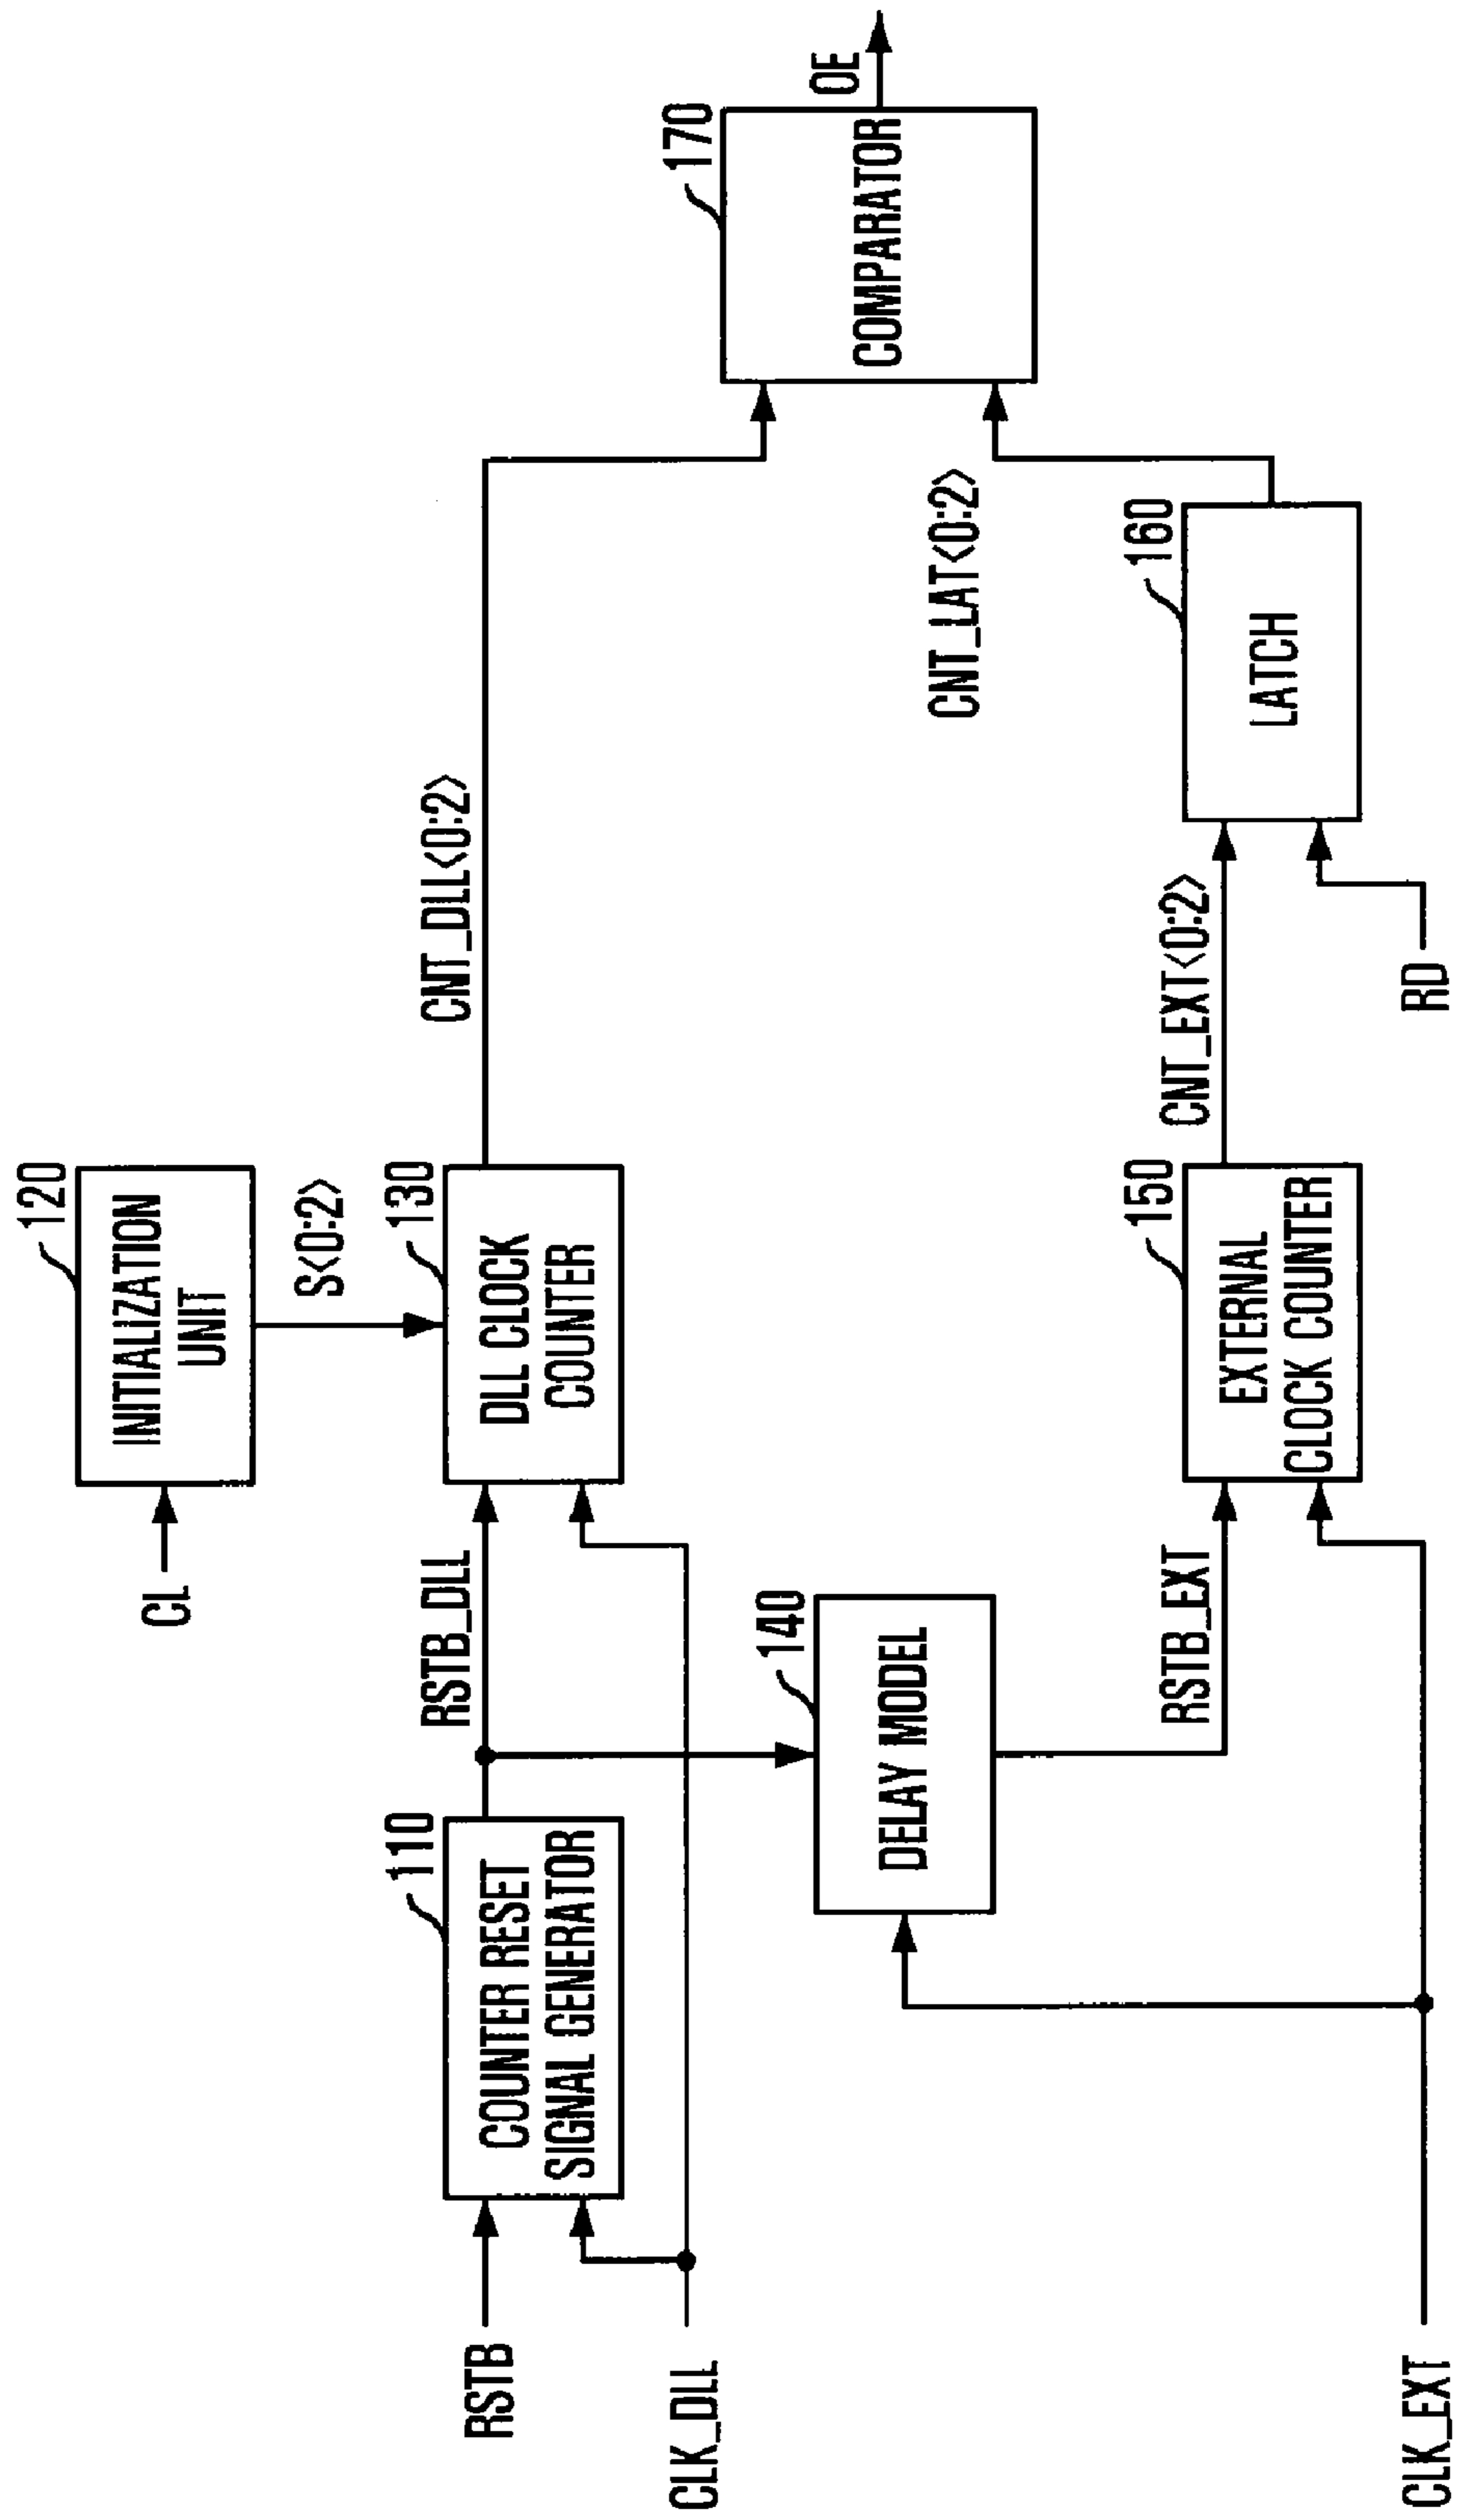 120
INITIALIZATION
UNIT
CL
S<0:2>
110
COUNTER RESET
SIGNAL GENERATOR
RSTB
RSTB_DLL
130
DLL CLOCK
COUNTER
CNT_DLL<0:2>
CLK_DLL
140
DELAY MODEL
170
COMPARATOR
OE
CNT_LAT<0:2>
RSTB_EXT
150
EXTERNAL
CLOCK COUNTER
CNT_EXT<0:2>
160
LATCH
RD
CLK_EXT